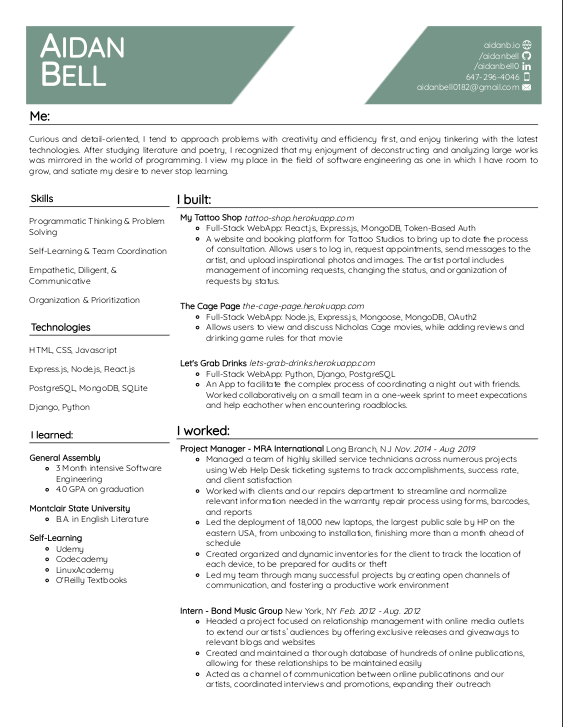 AIDAN
BELL
aidanb.io
/aidanbell
/aidanbell0
647-296-4046
aidanbell0182@gmail.com
Me:
Curious and detail-oriented, I tend to approach problems with creativity and efficiency first, and enjoy tinkering with the latest
technologies. After studying literature and poetry, I recognized that my enjoyment of deconstructing and analyzing large works
was mirrored in the world of programming. I view my place in the field of software engineering as one in which I have room to
grow, and satiate my desire to never stop learning.
Skills
Programmatic Thinking & Problem
Solving
Self-Learning & Team Coordination
Empathetic, Diligent, &
Communicative
Organization & Prioritization
Technologies
HTML, CSS, Javascript
Express.js, Node.js, React.js
PostgreSQL, MongoDB, SQLite
Django, Python
I learned:
General Assembly
3 Month intensive Software
Engineering
4.0 GPA on graduation
Montclair State University
B.A. in English Literature
Self-Learning
Udemy
Codecademy
LinuxAcademy
O'Reilly Textbooks
I built:
My Tattoo Shop tattoo-shop.herokuapp.com
Full-Stack WebApp: React.js, Express.js, MongoDB, Token-Based Auth
A website and booking platform for Tattoo Studios to bring up to date the process
of consultation. Allows users to log in, request appointments, send messages to the
artist, and upload inspirational photos and images. The artist portal includes
management of incoming requests, changing the status, and organization of
requests by status.
The Cage Page the-cage-page.herokuapp.com
Full-Stack WebApp: Node.js, Express.js, Mongoose, MongoDB, OAuth2
Allows users to view and discuss Nicholas Cage movies, while adding reviews and
drinking game rules for that movie
Let's Grab Drinks lets-grab-drinks.herokuapp.com
Full-Stack WebApp: Python, Django, PostgreSQL
An App to facilitate the complex process of coordinating a night out with friends.
Worked collaboratively on a small team in a one-week sprint to meet expecations
and help eachother when encountering roadblocks.
I worked:
Project Manager - MRA International Long Branch, NJ Nov. 2014 - Aug 2019
Managed a team of highly skilled service technicians across numerous projects
using Web Help Desk ticketing systems to track accomplishments, success rate,
and client satisfaction
Worked with clients and our repairs department to streamline and normalize
relevant information needed in the warranty repair process using forms, barcodes,
and reports
Led the deployment of 18,000 new laptops, the largest public sale by HP on the
eastern USA, from unboxing to installation, finishing more than a month ahead of
schedule
Created organized and dynamic inventories for the client to track the location of
each device, to be prepared for audits or theft
Led my team through many successful projects by creating open channels of
communication, and fostering a productive work environment
Intern - Bond Music Group New York, NY Feb. 2012 - Aug. 2012
Headed a project focused on relationship management with online media outlets
to extend our artists' audiences by offering exclusive releases and giveaways to
relevant blogs and websites
Created and maintained a thorough database of hundreds of online publications,
allowing for these relationships to be maintained easily
Acted as a channel of communication between online publicatinons and our
artists, coordinated interviews and promotions, expanding their outreach